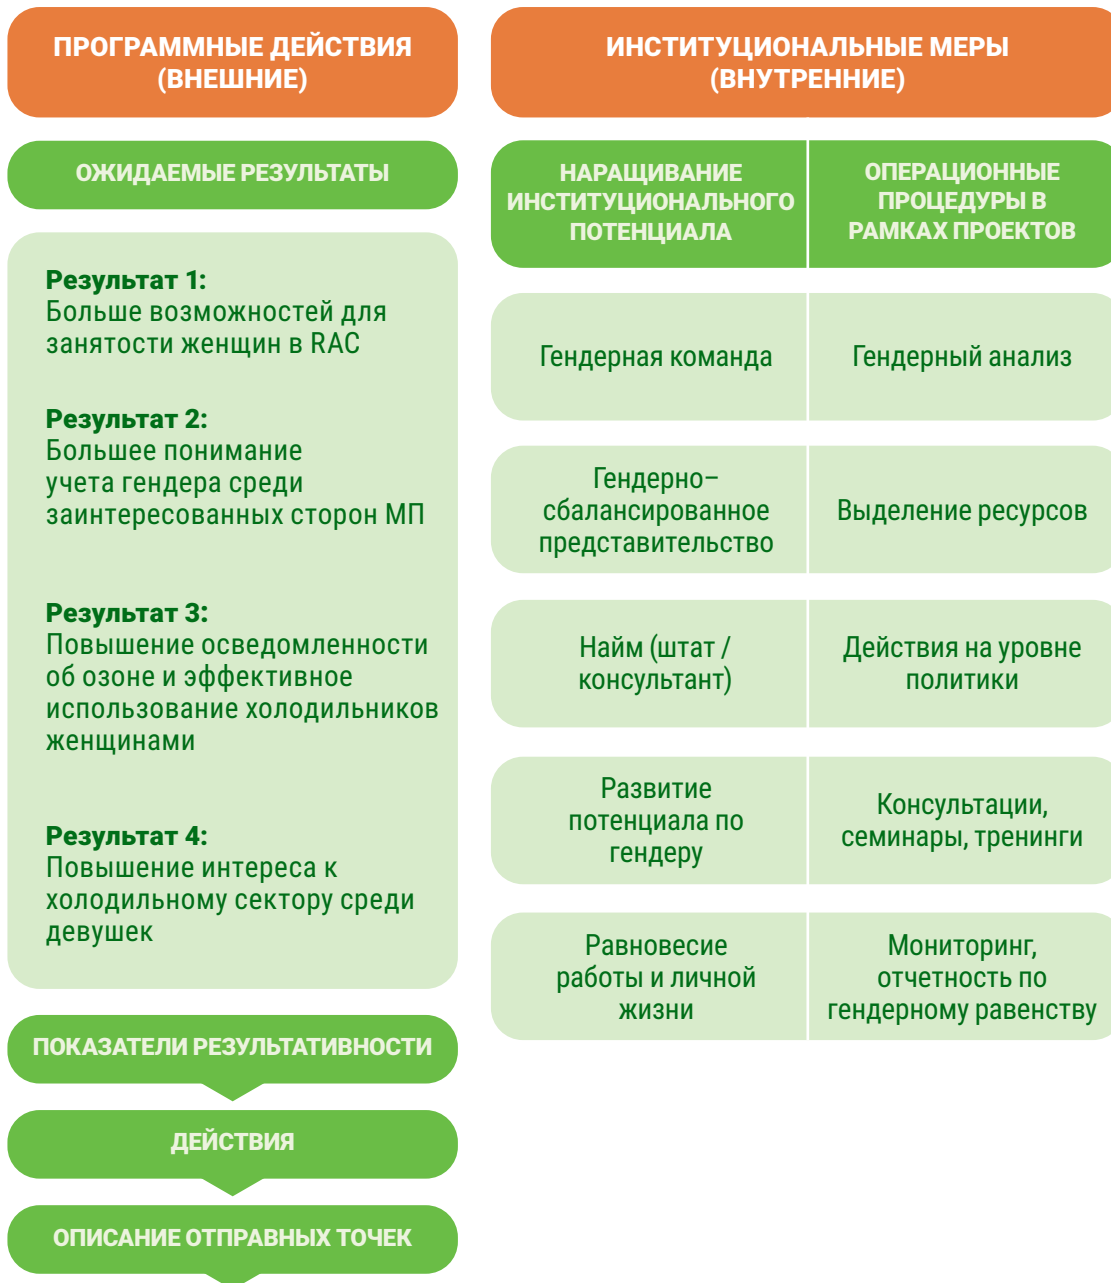 ПРОГРАММНЫЕ ДЕЙСТВИЯ
(ВНЕШНИЕ)
ОЖИДАЕМЫЕ РЕЗУЛЬТАТЫ
Результат 1:
Больше возможностей для
занятости женщин в RAC
Результат 2:
Большее понимание
учета гендера среди
заинтересованных сторон МП
Результат 3:
Повышение осведомленности
об озоне и эффективное
использование холодильников
женщинами
Результат 4:
Повышение интереса к
холодильному сектору среди
девушек
ПОКАЗАТЕЛИ РЕЗУЛЬТАТИВНОСТИ
ДЕЙСТВИЯ
ОПИСАНИЕ ОТПРАВНЫХ ТОЧЕК
ИНСТИТУЦИОНАЛЬНЫЕ МЕРЫ
(ВНУТРЕННИЕ)
НАРАЩИВАНИЕ
ИНСТИТУЦИОНАЛЬНОГО
ПОТЕНЦИАЛА
ОПЕРАЦИОННЫЕ
ПРОЦЕДУРЫ В
РАМКАХ ПРОЕКТОВ
Гендерная команда
Гендерный анализ
Гендерно–
сбалансированное
представительство
Выделение ресурсов
Найм (штат /
консультант)
Действия на уровне
политики
Развитие
потенциала по
гендеру
Консультации,
семинары, тренинги
Равновесие
работы и личной
жизни
Мониторинг,
отчетность по
гендерному равенству